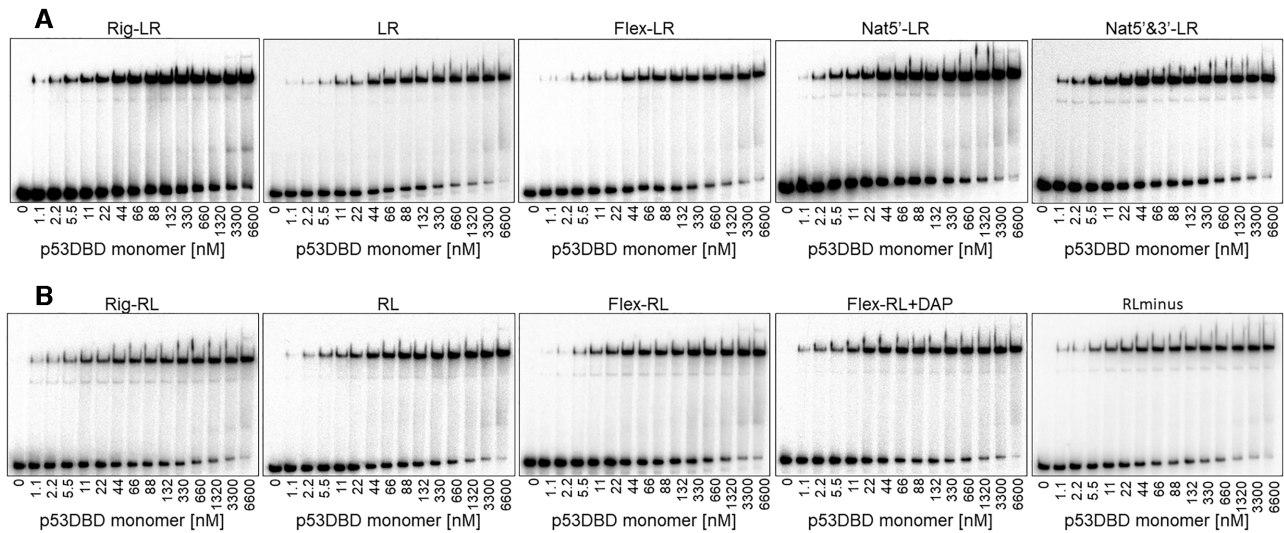 A
Rig-LR
LR
Flex-LR
Nat5'-LR
Nat5'&3'-LR
0 1.1 2.2 5.5 11 22 44 66 88 132 330 660 1320 3300 6600
0 1.1 2.2 5.5 11 22 44 66 88 132 330 660 1320 3300 6600
0 1.1 2.2 5.5 11 22 44 66 88 132 330 660 1320 3300 6600
0 1.1 2.2 5.5 11 22 44 66 88 132 330 660 1320 3300 6600
0 1.1 2.2 5.5 11 22 44 66 88 132 330 660 1320 3300 6600
p53DBD monomer [nM]
p53DBD monomer [nM]
p53DBD monomer [nM]
p53DBD monomer [nM]
p53DBD monomer [nM]
B
Rig-RL
RL
Flex-RL
Flex-RL+DAP
RLminus
0 1.1 2.2 5.5 11 22 44 66 88 132 330 660 1320 3300 6600
0 1.1 2.2 5.5 11 22 44 66 88 132 330 660 1320 3300 6600
0 1.1 2.2 5.5 11 22 44 66 88 132 330 660 1320 3300 6600
0 1.1 2.2 5.5 11 22 44 66 88 132 330 660 1320 3300 6600
0 1.1 2.2 5.5 11 22 44 66 88 132 330 660 1320 3300 6600
p53DBD monomer [nM]
p53DBD monomer [nM]
p53DBD monomer [nM]
p53DBD monomer [nM]
p53DBD monomer [nM]